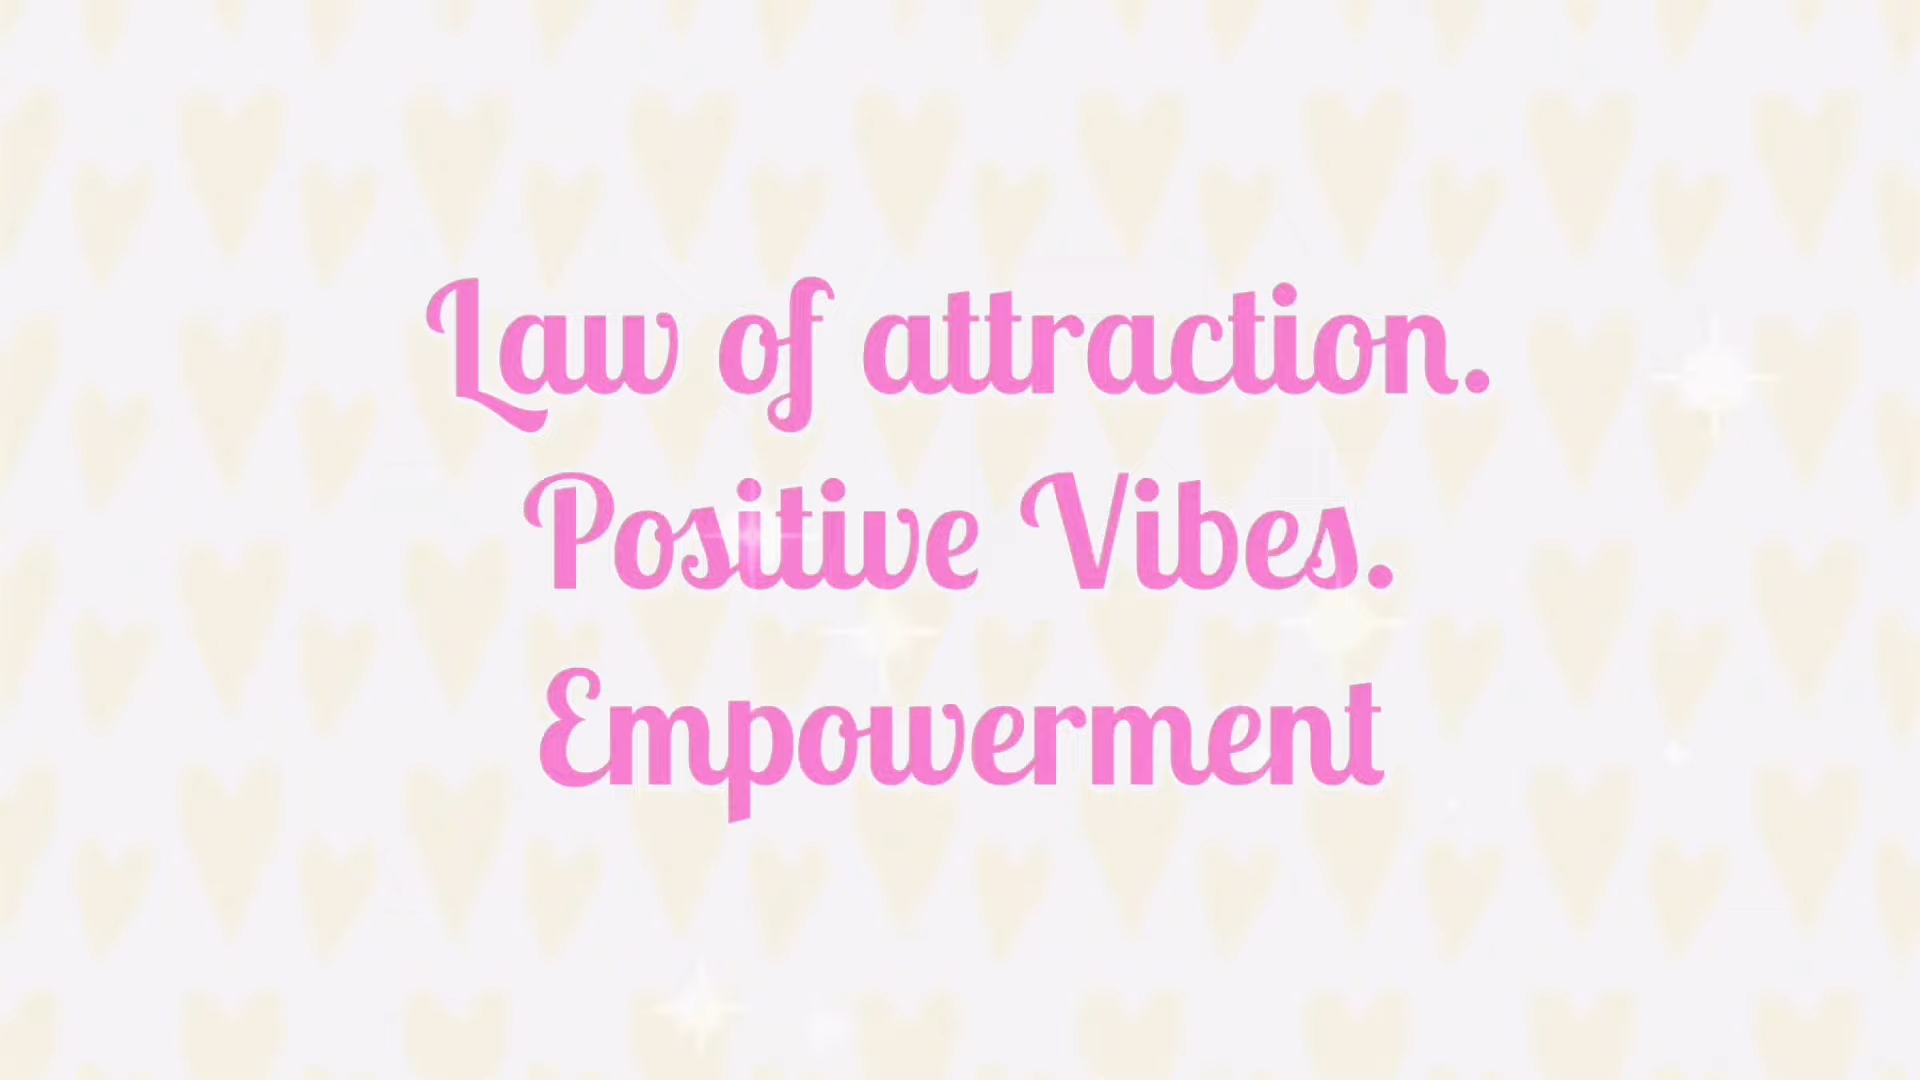 Law of attraction.
Positive Vibes.
Empowerment